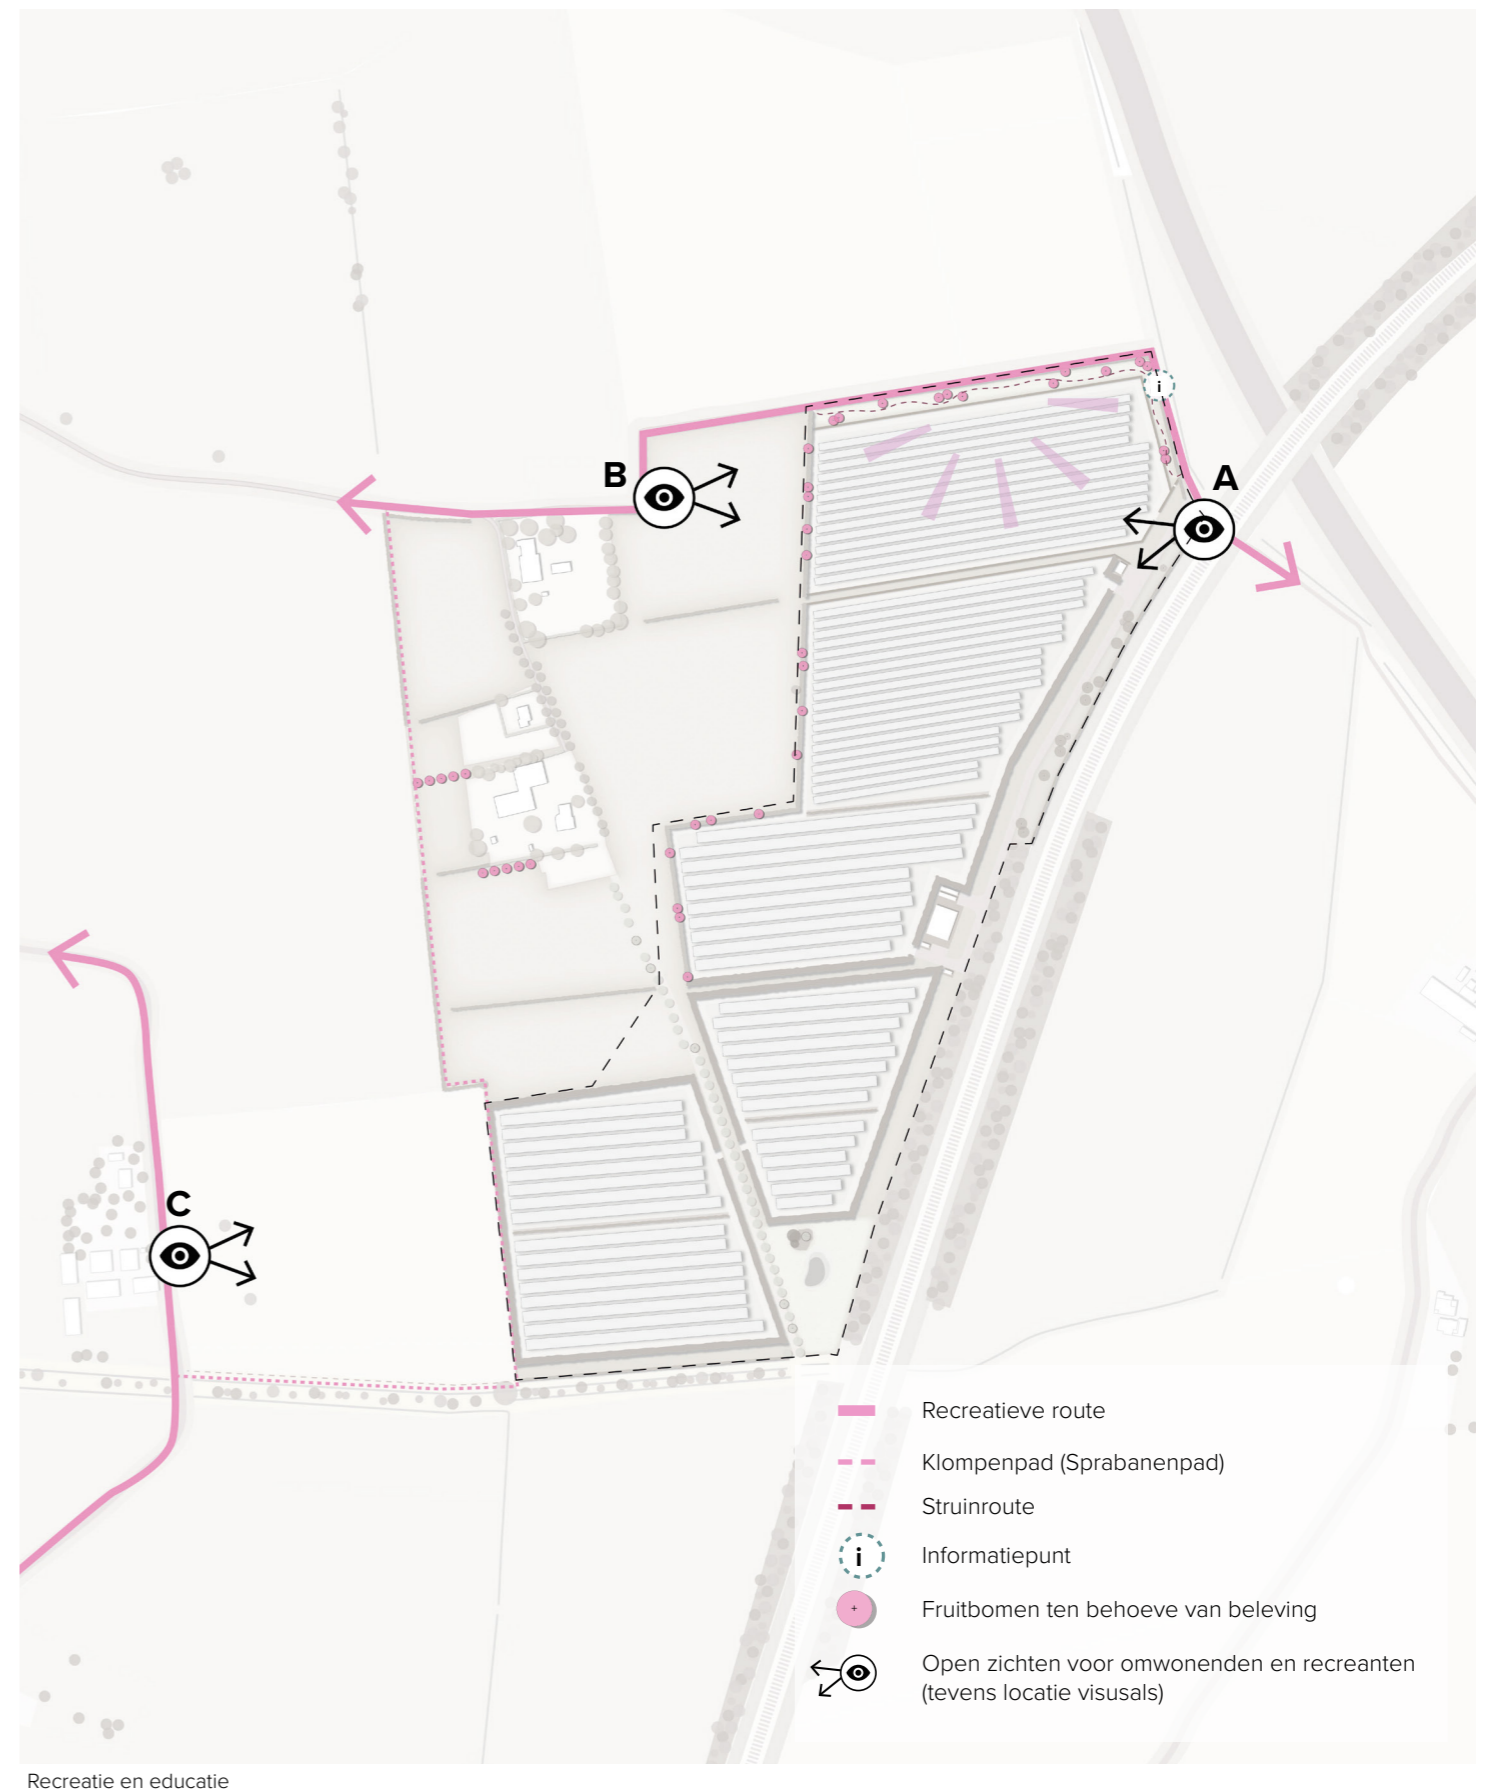 i
A
B
C
Recreatieve route
Klompenpad (Sprabanenpad)
Struinroute
i
Informatiepunt
Fruitbomen ten behoeve van beleving
Open zichten voor omwonenden en recreanten
(tevens locatie visusals)
Recreatie en educatie